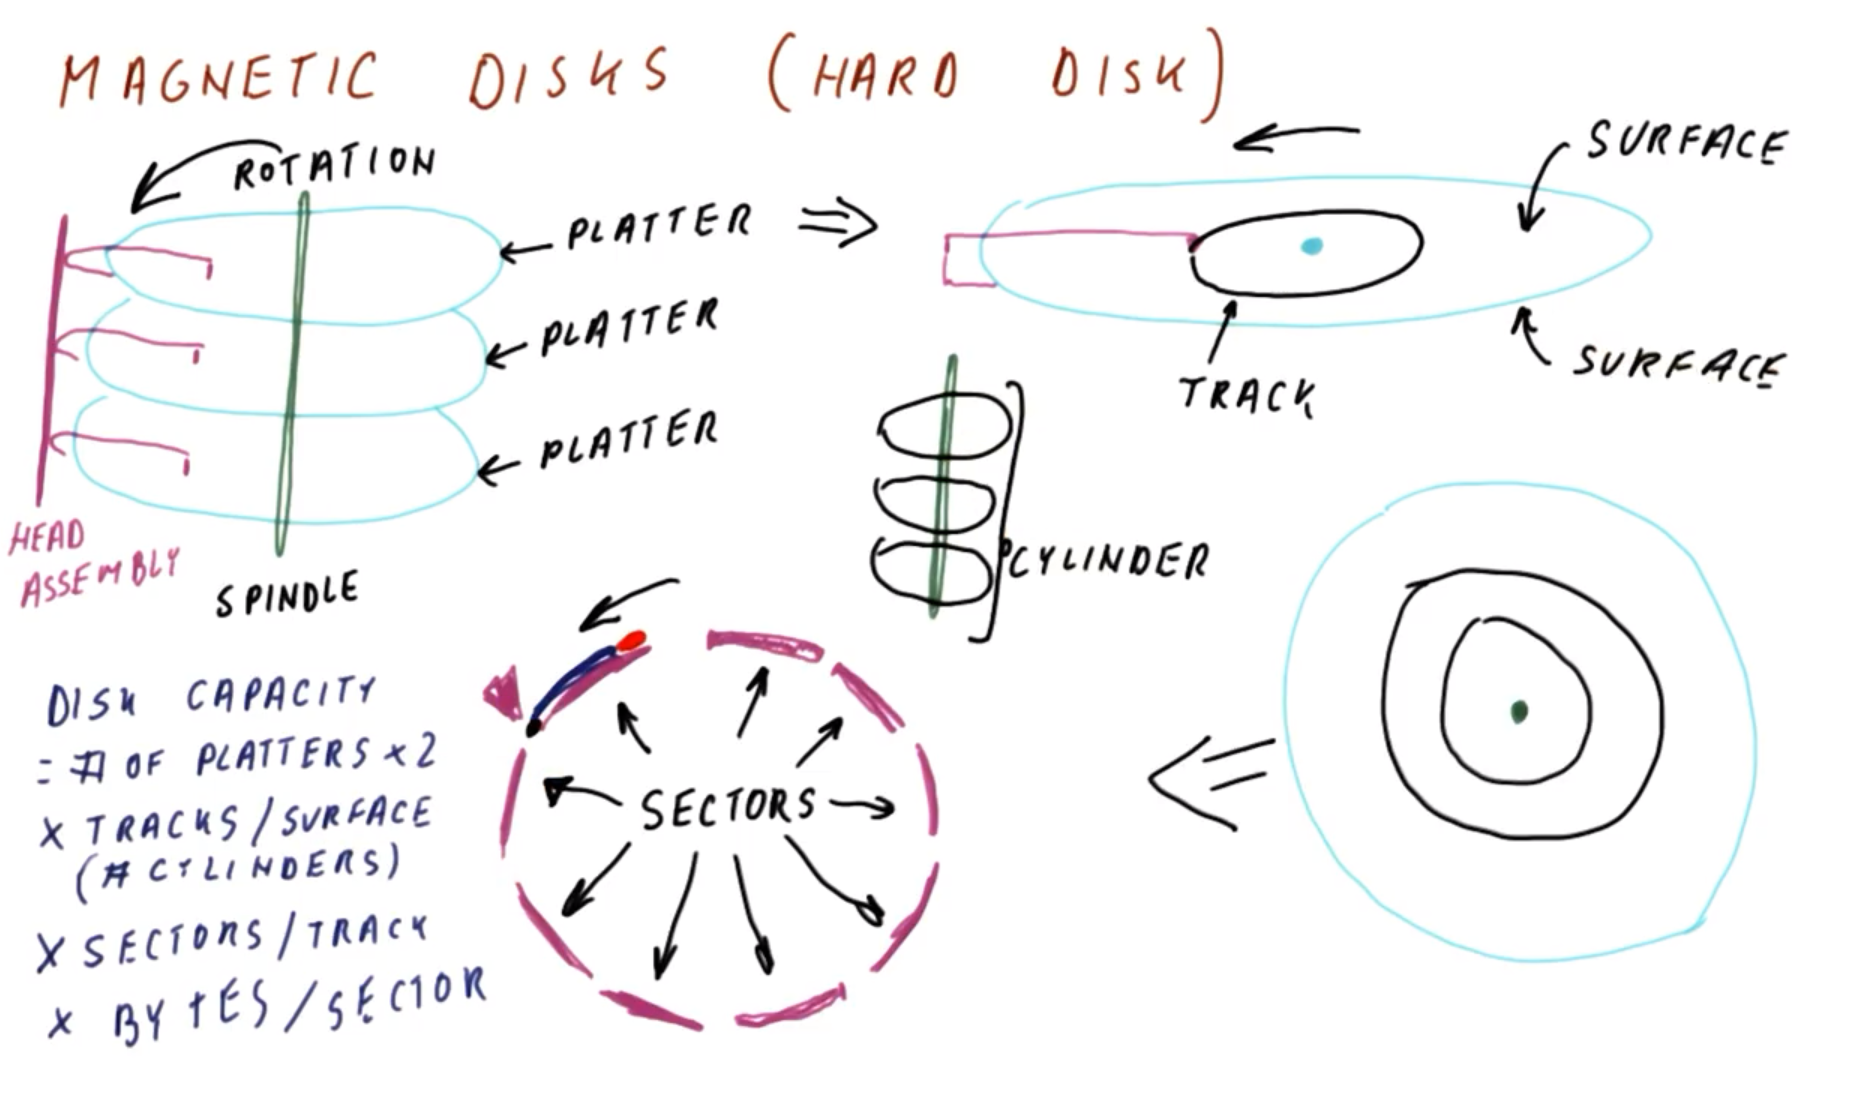 MAGNETIC DISKS (HARD DISK)
ROTATION
PLATTER
PLATTER
PLATTER
HEAD
ASSEMBLY
SPINDLE
SURFACE
SURFACE
TRACK
CYLINDER
SECTORS
DISK CAPACITY
= # OF PLATTERS x 2
x TRACKS/SURFACE
(# CYLINDERS)
x SECTORS/TRACK
x BYTES/SECTOR